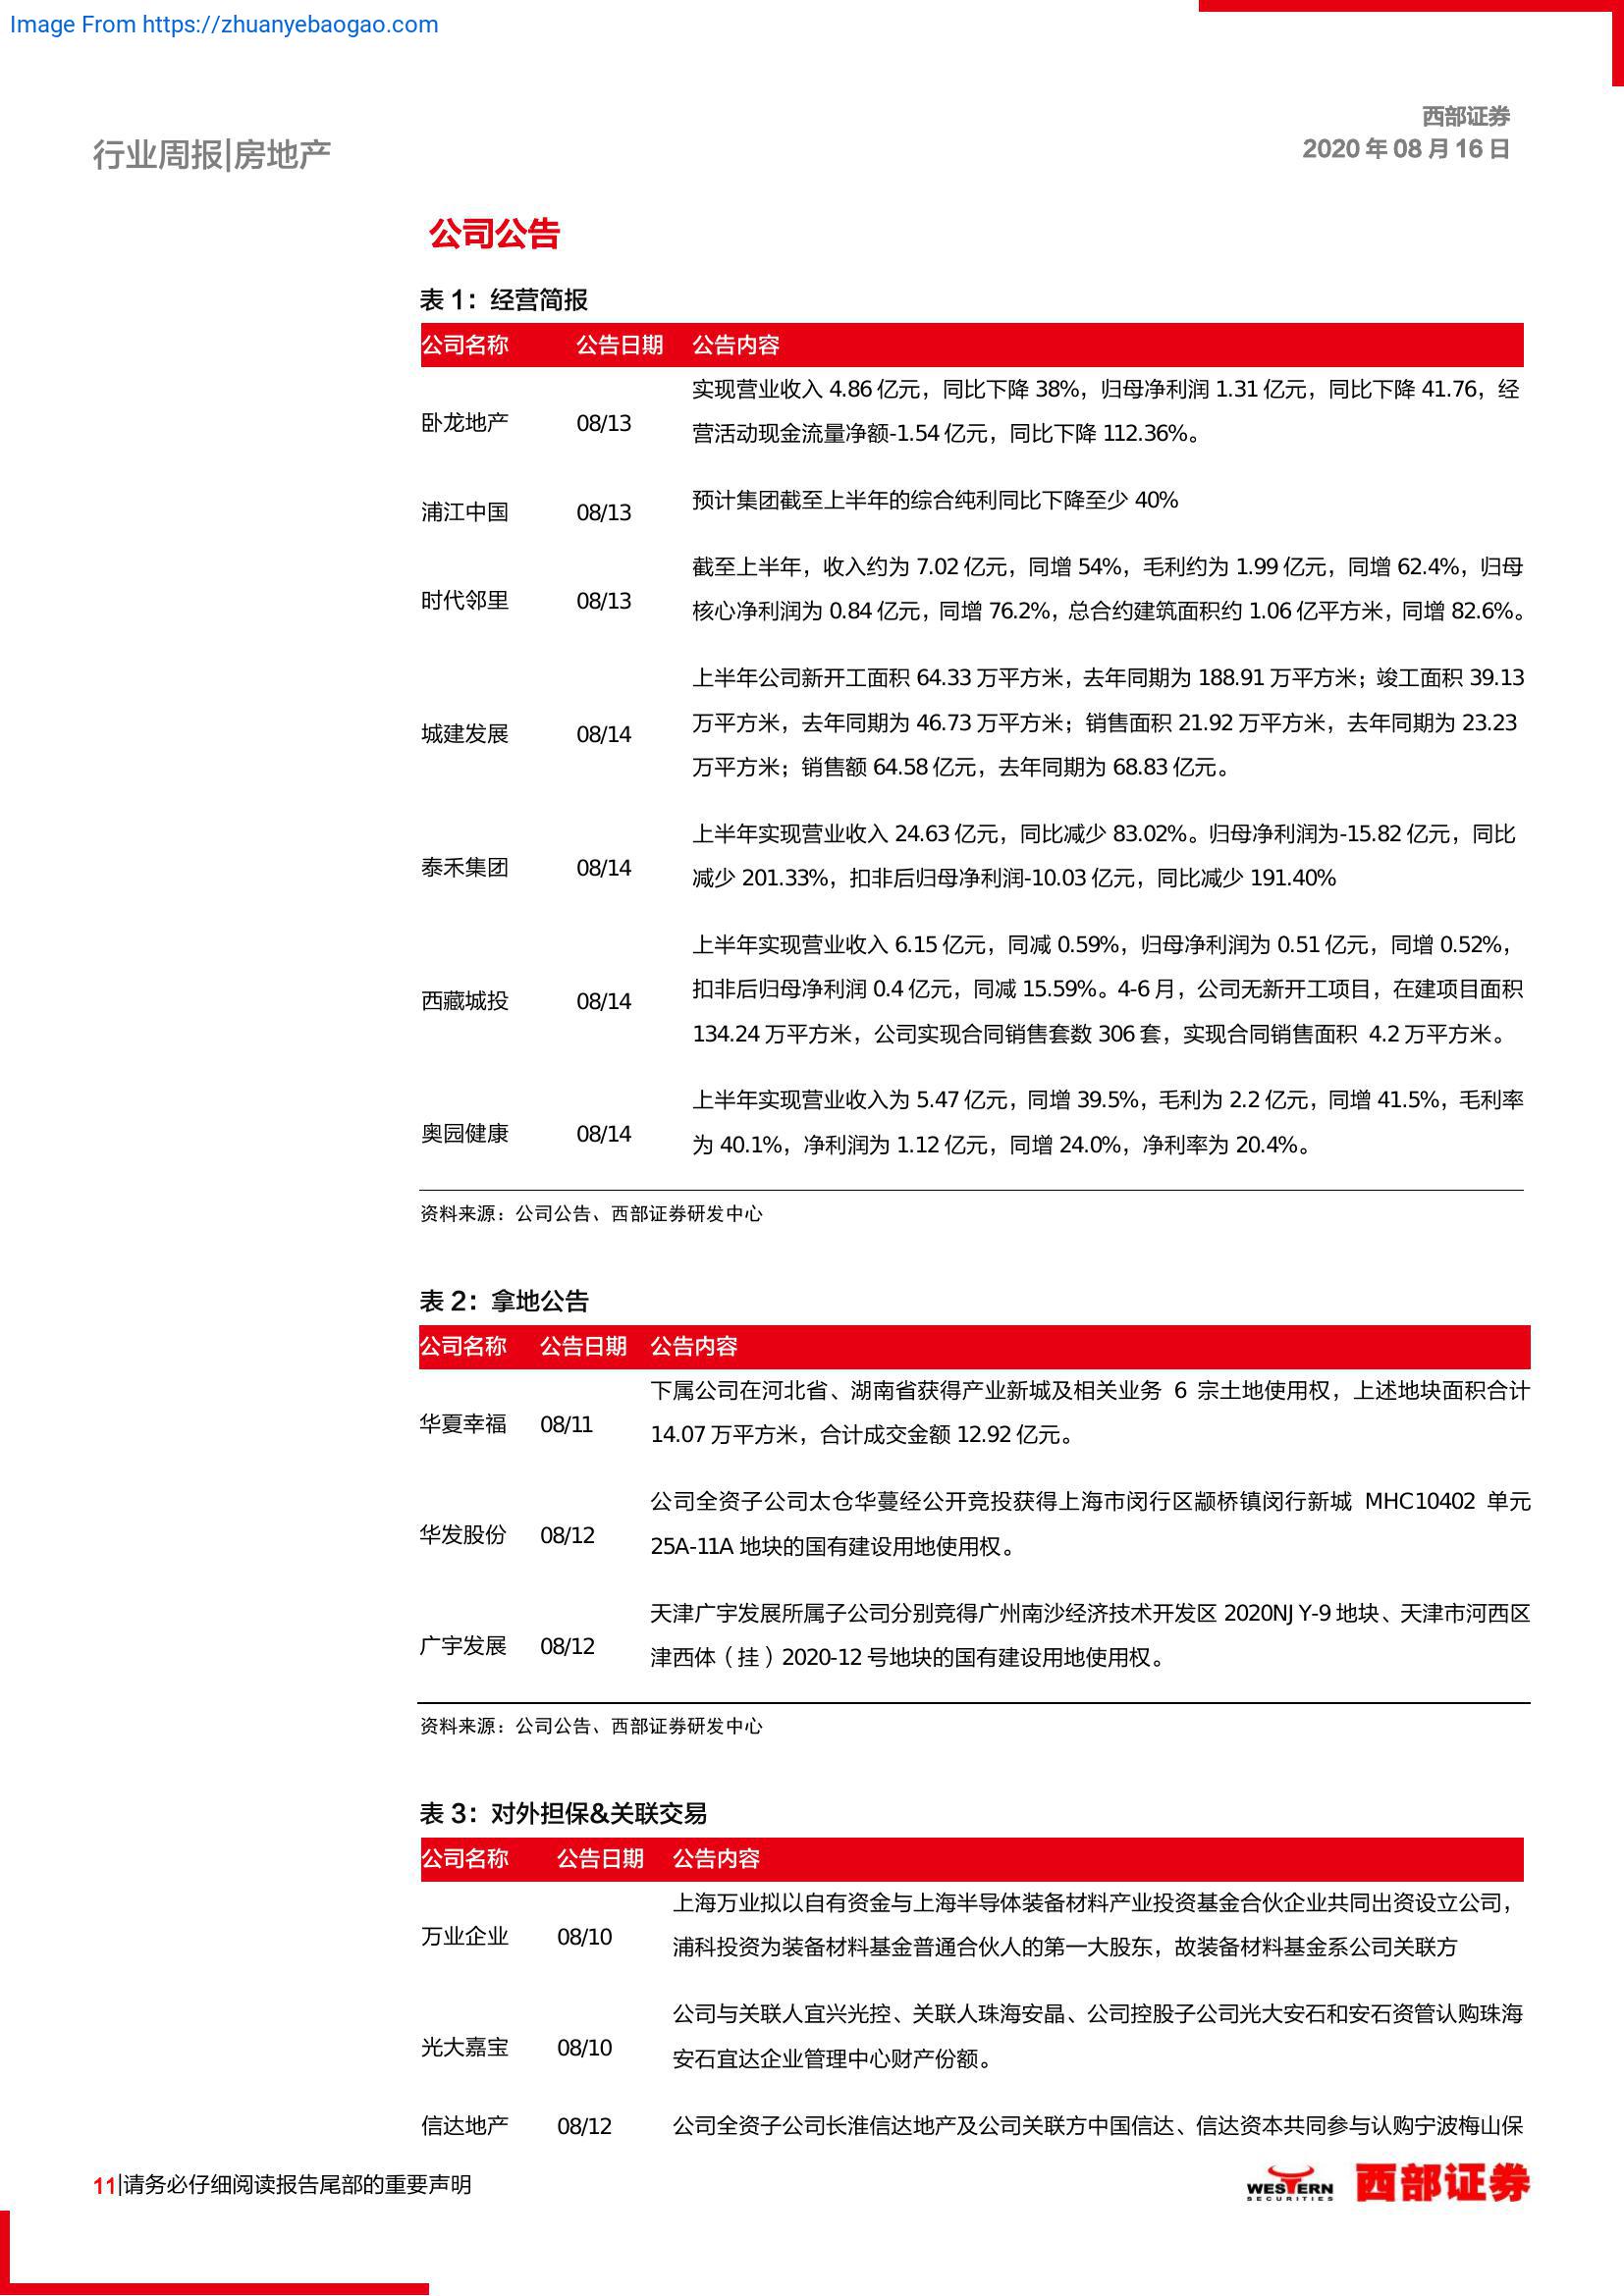 Image From https://zhuanyebaogao.com
西部证券
2020 年 08 月 16 日
行业周报|房地产
公司公告
表 1：经营简报
公司名称 公告日期 公告内容
卧龙地产 08/13 实现营业收入 4.86 亿元，同比下降 38%，归母净利润 1.31 亿元，同比下降 41.76，经
营活动现金流量净额-1.54 亿元，同比下降 112.36%。
浦江中国 08/13 预计集团截至上半年的综合纯利同比下降至少 40%
时代邻里 08/13 截至上半年，收入约为 7.02 亿元，同增 54%，毛利约为 1.99 亿元，同增 62.4%，归母
核心净利润为 0.84 亿元，同增 76.2%，总合约建筑面积约 1.06 亿平方米，同增 82.6%。
城建发展 08/14 上半年公司新开工面积 64.33 万平方米，去年同期为 188.91 万平方米；竣工面积 39.13
万平方米，去年同期为 46.73 万平方米；销售面积 21.92 万平方米，去年同期为 23.23
万平方米；销售额 64.58 亿元，去年同期为 68.83 亿元。
泰禾集团 08/14 上半年实现营业收入 24.63 亿元，同比减少 83.02%。归母净利润为-15.82 亿元，同比
减少 201.33%，扣非后归母净利润-10.03 亿元，同比减少 191.40%
西藏城投 08/14 上半年实现营业收入 6.15 亿元，同减 0.59%，归母净利润为 0.51 亿元，同增 0.52%，
扣非后归母净利润 0.4 亿元，同减 15.59%。4-6 月，公司无新开工项目，在建项目面积
134.24 万平方米，公司实现合同销售套数 306 套，实现合同销售面积 4.2 万平方米。
奥园健康 08/14 上半年实现营业收入为 5.47 亿元，同增 39.5%，毛利为 2.2 亿元，同增 41.5%，毛利率
为 40.1%，净利润为 1.12 亿元，同增 24.0%，净利率为 20.4%。
资料来源：公司公告、西部证券研发中心
表 2：拿地公告
公司名称 公告日期 公告内容
华夏幸福 08/11 下属公司在河北省、湖南省获得产业新城及相关业务 6 宗土地使用权，上述地块面积合计
14.07 万平方米，合计成交金额 12.92 亿元。
华发股份 08/12 公司全资子公司太仓华蔓经公开竞投获得上海市闵行区颛桥镇闵行新城 MHC10402 单元
25A-11A 地块的国有建设用地使用权。
广宇发展 08/12 天津广宇发展所属子公司分别竞得广州南沙经济技术开发区 2020NJY-9 地块、天津市河西区
津西体（挂）2020-12 号地块的国有建设用地使用权。
资料来源：公司公告、西部证券研发中心
表 3：对外担保&关联交易
公司名称 公告日期 公告内容
万业企业 08/10 上海万业拟以自有资金与上海半导体装备材料产业投资基金合伙企业共同出资设立公司，
浦科投资为装备材料基金普通合伙人的第一大股东，故装备材料基金系公司关联方
光大嘉宝 08/10 公司与关联人宜兴光控、关联人珠海安晶、公司控股子公司光大安石和安石资管认购珠海
安石宜达企业管理中心财产份额。
信达地产 08/12 公司全资子公司长淮信达地产及公司关联方中国信达、信达资本共同参与认购宁波梅山保
11|请务必仔细阅读报告尾部的重要声明
WESTERN
SECURITIES
西部证券